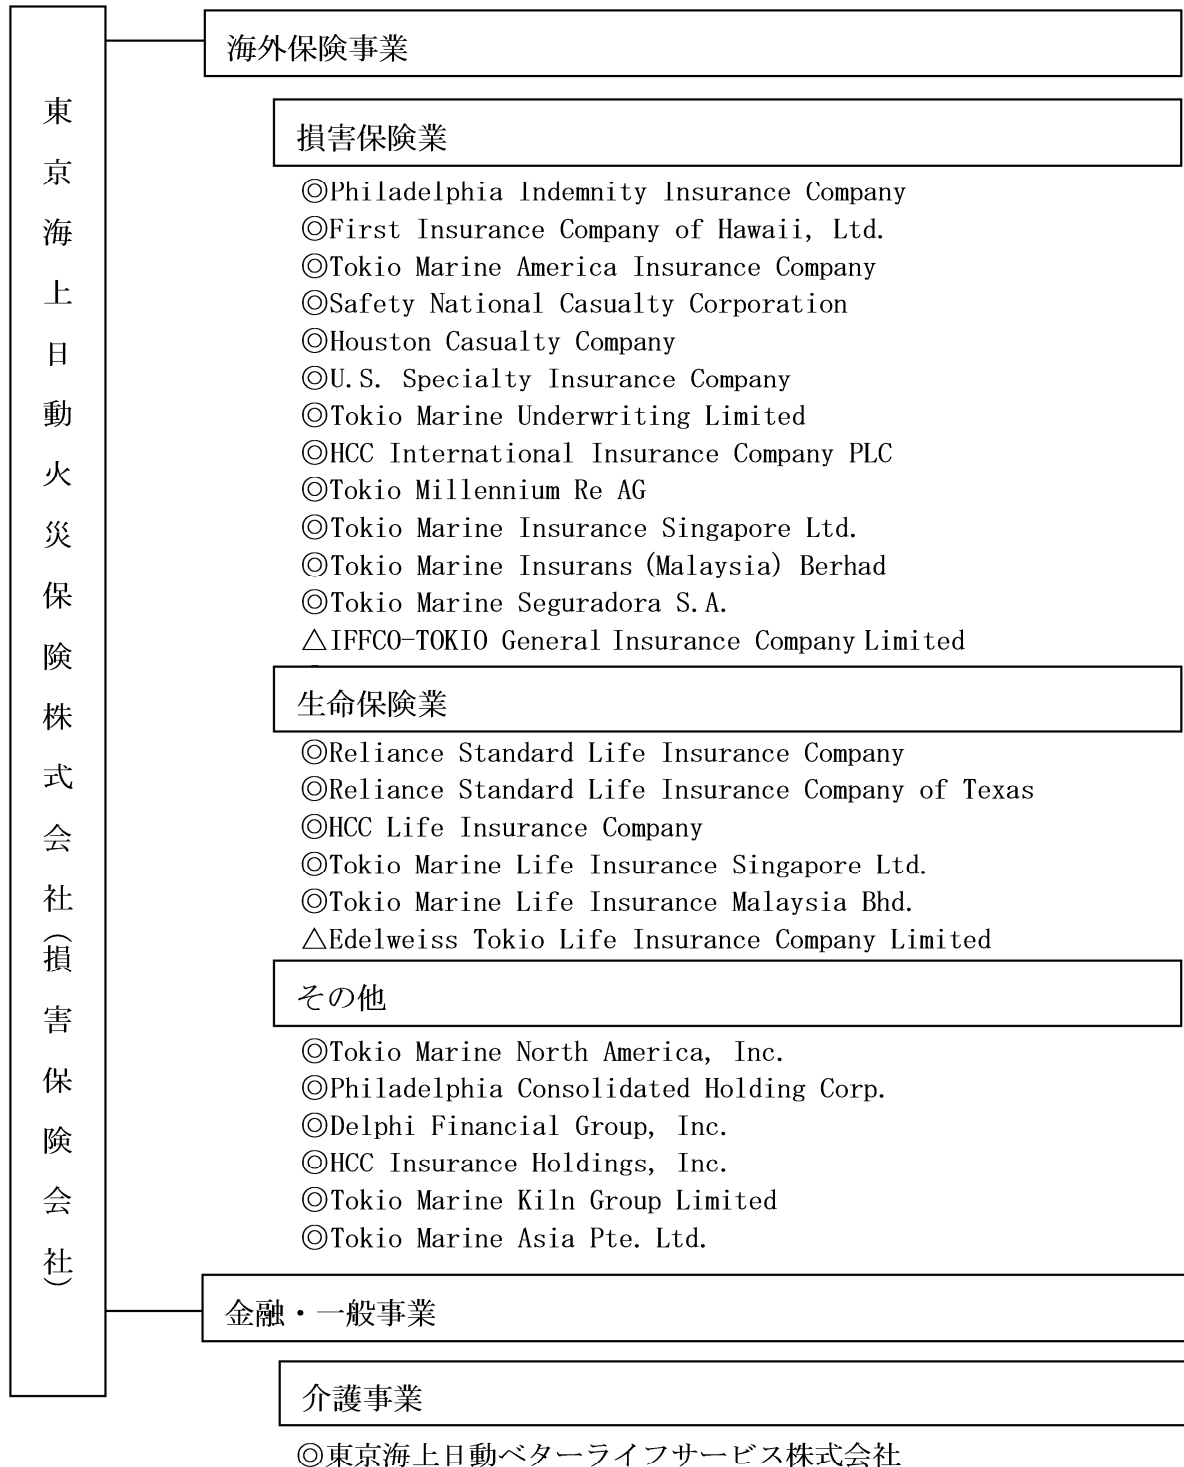 東京海上日動火災保険株式会社（損害保険会社）
海外保険事業
損害保険業
◎Philadelphia Indemnity Insurance Company
◎First Insurance Company of Hawaii, Ltd.
◎Tokio Marine America Insurance Company
◎Safety National Casualty Corporation
◎Houston Casualty Company
◎U.S. Specialty Insurance Company
◎Tokio Marine Underwriting Limited
◎HCC International Insurance Company PLC
◎Tokio Millennium Re AG
◎Tokio Marine Insurance Singapore Ltd.
◎Tokio Marine Insurans (Malaysia) Berhad
◎Tokio Marine Seguradora S.A.
△IFFCO-TOKIO General Insurance Company Limited
生命保険業
◎Reliance Standard Life Insurance Company
◎Reliance Standard Life Insurance Company of Texas
◎HCC Life Insurance Company
◎Tokio Marine Life Insurance Singapore Ltd.
◎Tokio Marine Life Insurance Malaysia Bhd.
△Edelweiss Tokio Life Insurance Company Limited
その他
◎Tokio Marine North America, Inc.
◎Philadelphia Consolidated Holding Corp.
◎Delphi Financial Group, Inc.
◎HCC Insurance Holdings, Inc.
◎Tokio Marine Kiln Group Limited
◎Tokio Marine Asia Pte. Ltd.
金融・一般事業
介護事業
◎東京海上日動ベターライフサービス株式会社